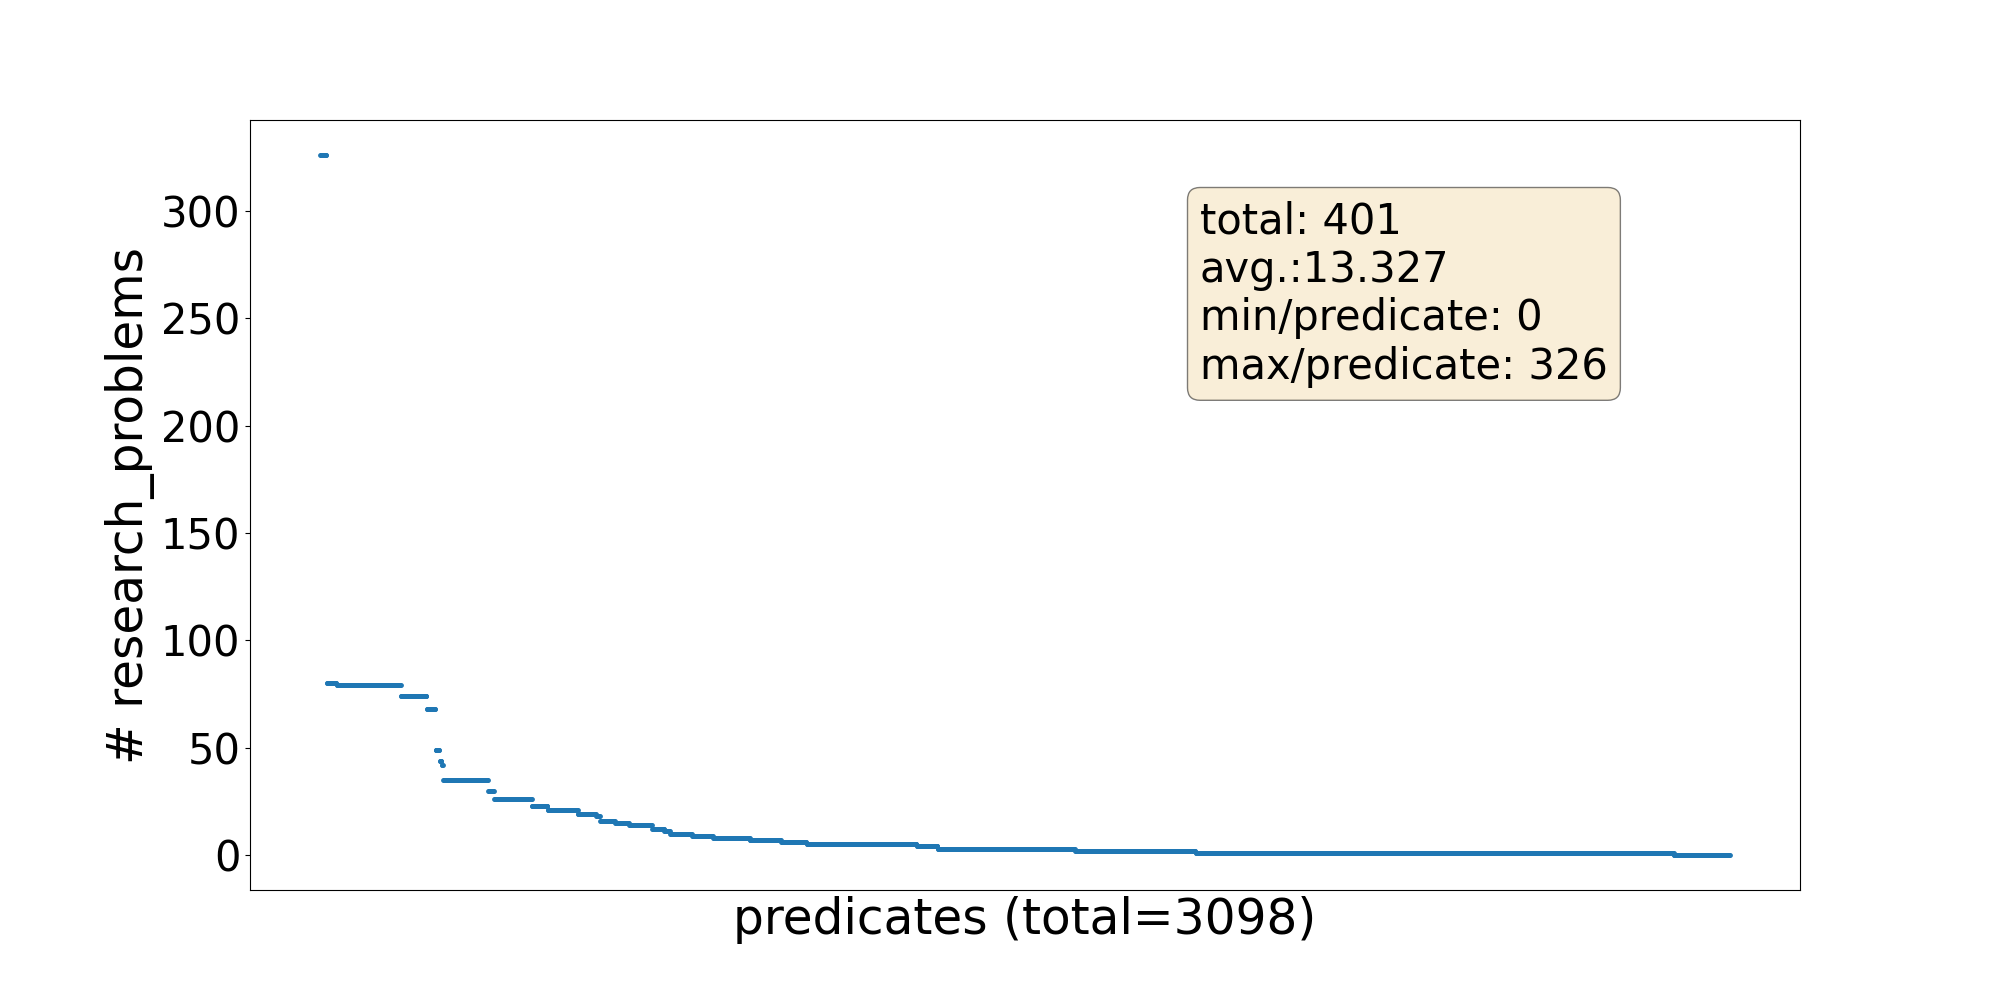 300
250
200
150
100
50
0
# research_problems
total: 401
avg.:13.327
min/predicate: 0
max/predicate: 326
predicates (total=3098)